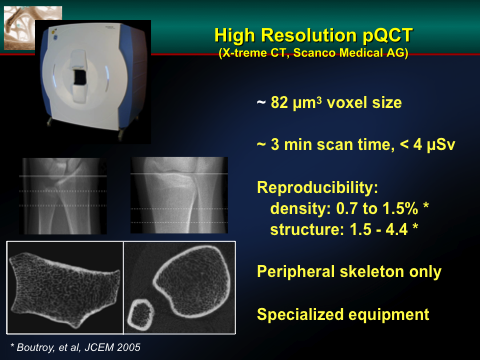 High Resolution pQCT
(X-treme CT, Scanco Medical AG)
~ 82 µm³ voxel size
~ 3 min scan time, < 4 µSv
Reproducibility:
density: 0.7 to 1.5% *
structure: 1.5 - 4.4 *
Peripheral skeleton only
Specialized equipment
* Boutroy, et al, JCEM 2005